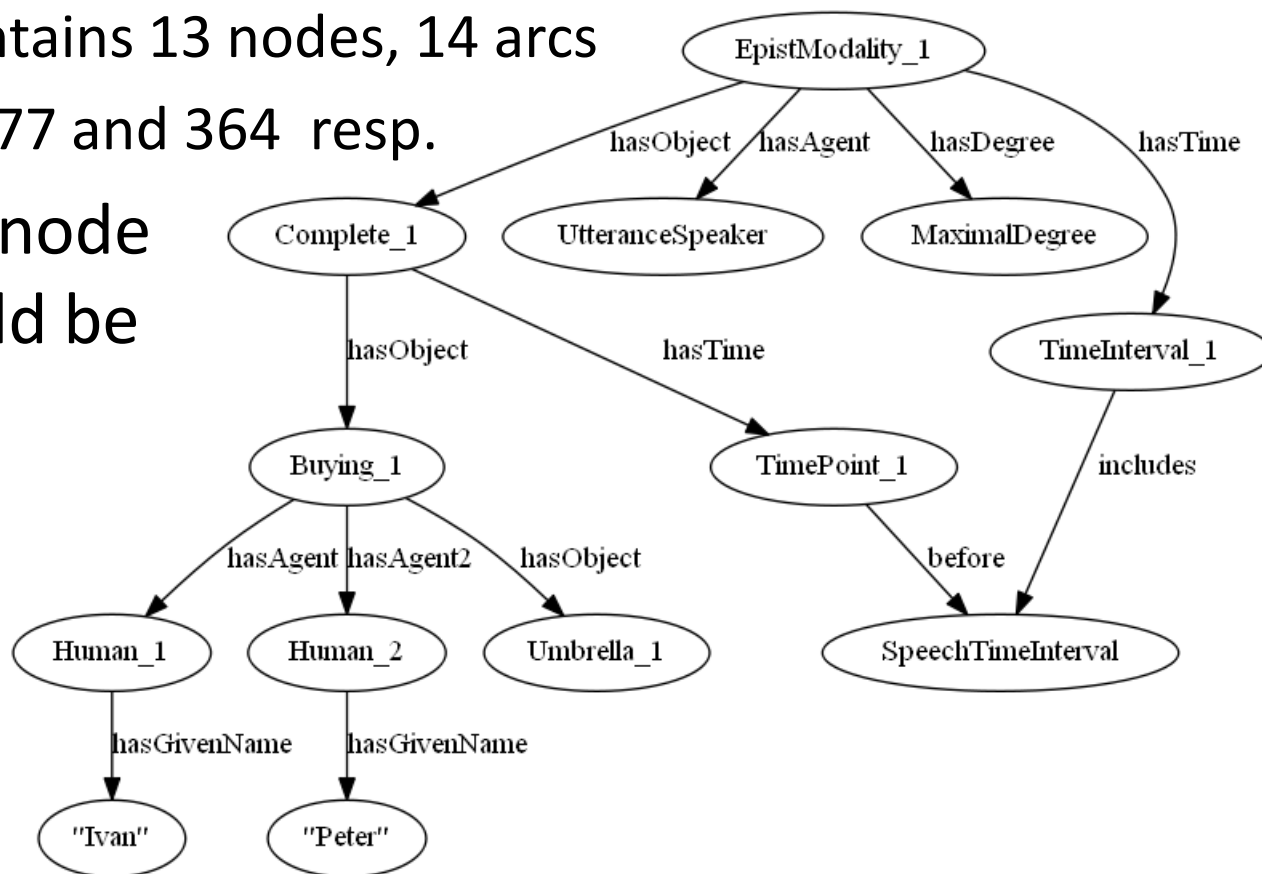 ntains 13 nodes, 14 arcs
77 and 364 resp.
node
ld be
EpistModality_1
hasObject
hasAgent
hasDegree
hasTime
Complete_1
UtteranceSpeaker
MaximalDegree
TimeInterval_1
hasObject
hasTime
Buying_1
TimePoint_1
includes
hasAgent
hasAgent2
hasObject
before
Human_1
Human_2
Umbrella_1
SpeechTimeInterval
hasGivenName
hasGivenName
"Ivan"
"Peter"